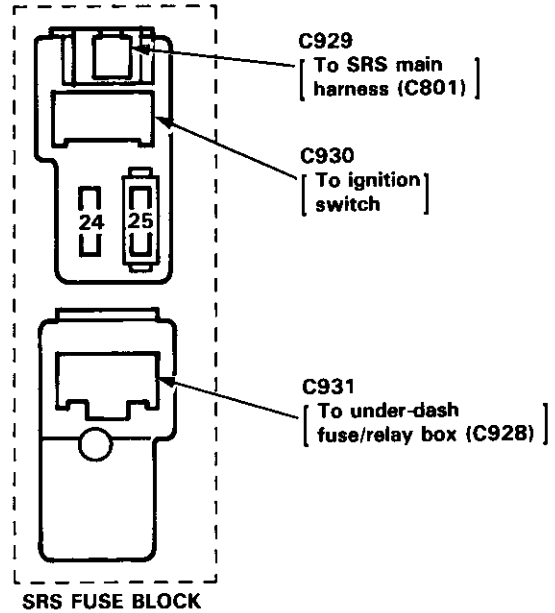 C929
[ To SRS main
harness (C801) ]
C930
[ To ignition
switch ]
24 25
C931
[ To under-dash
fuse/relay box (C928) ]
SRS FUSE BLOCK